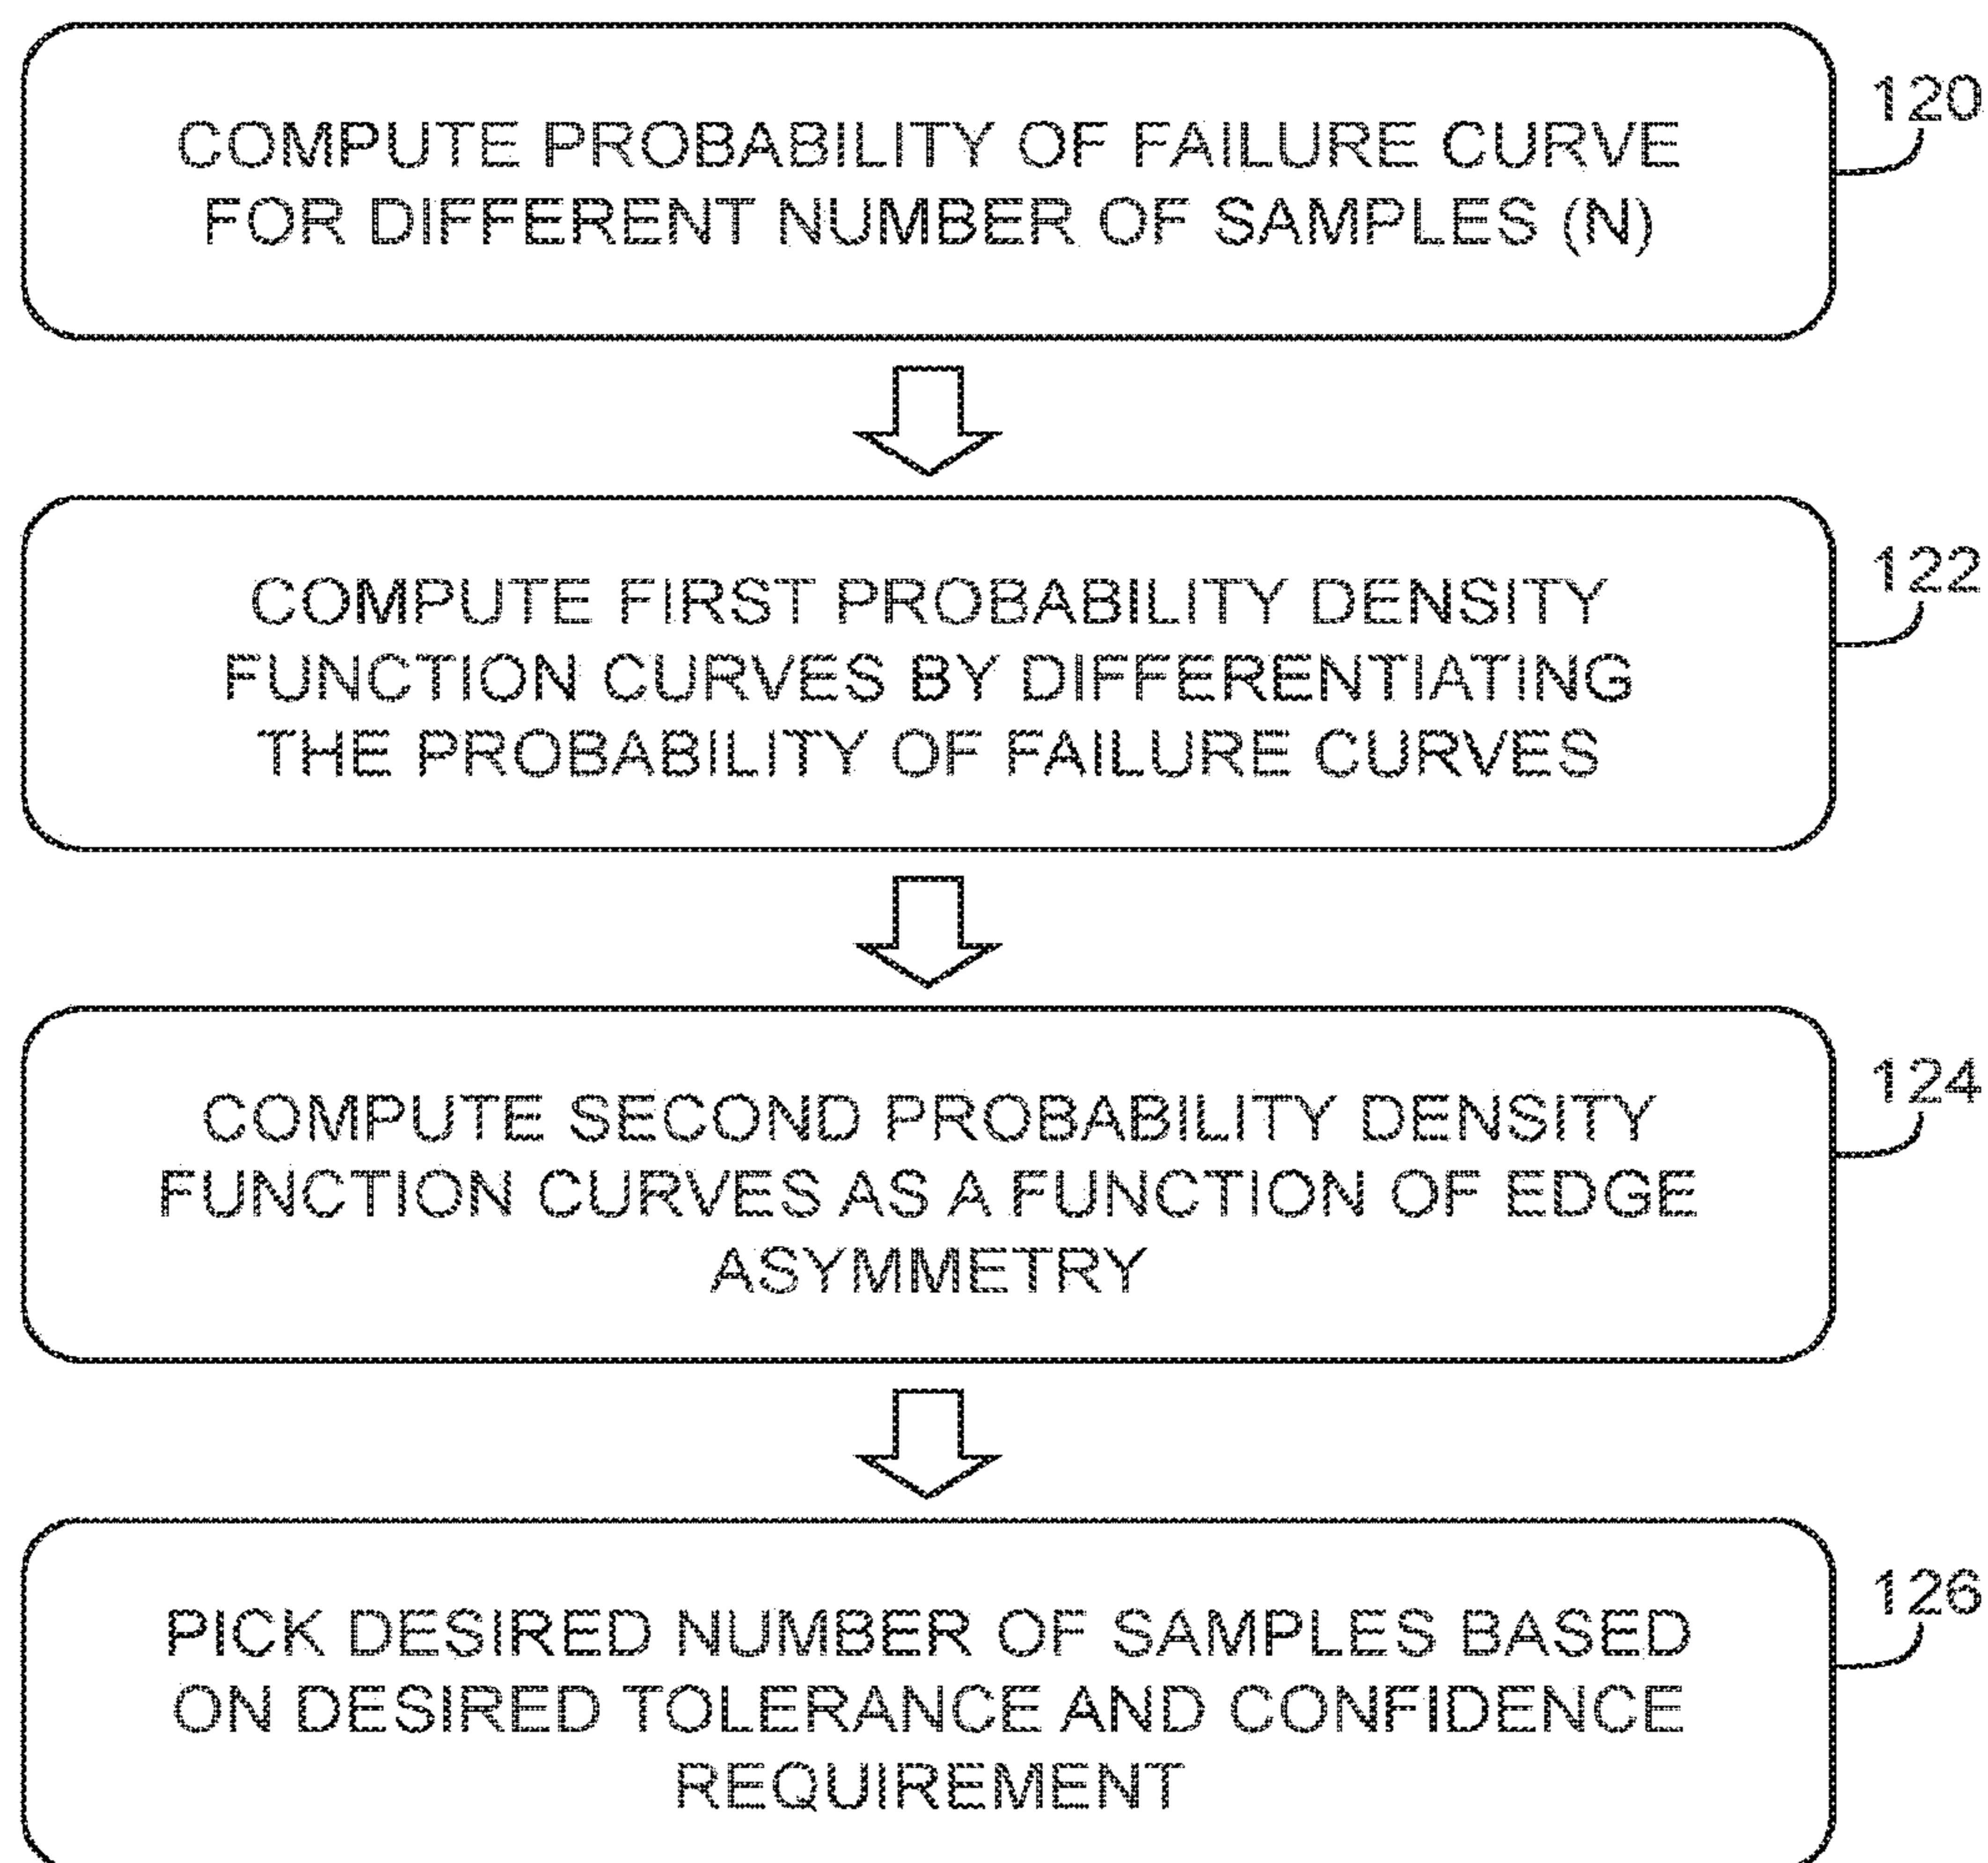 COMPUTE PROBABILITY OF FAILURE CURVE
FOR DIFFERENT NUMBER OF SAMPLES (N)
120
COMPUTE FIRST PROBABILITY DENSITY
FUNCTION CURVES BY DIFFERENTIATING
THE PROBABILITY OF FAILURE CURVES
122
COMPUTE SECOND PROBABILITY DENSITY
FUNCTION CURVES AS A FUNCTION OF EDGE
ASYMMETRY
124
PICK DESIRED NUMBER OF SAMPLES BASED
ON DESIRED TOLERANCE AND CONFIDENCE
REQUIREMENT
126